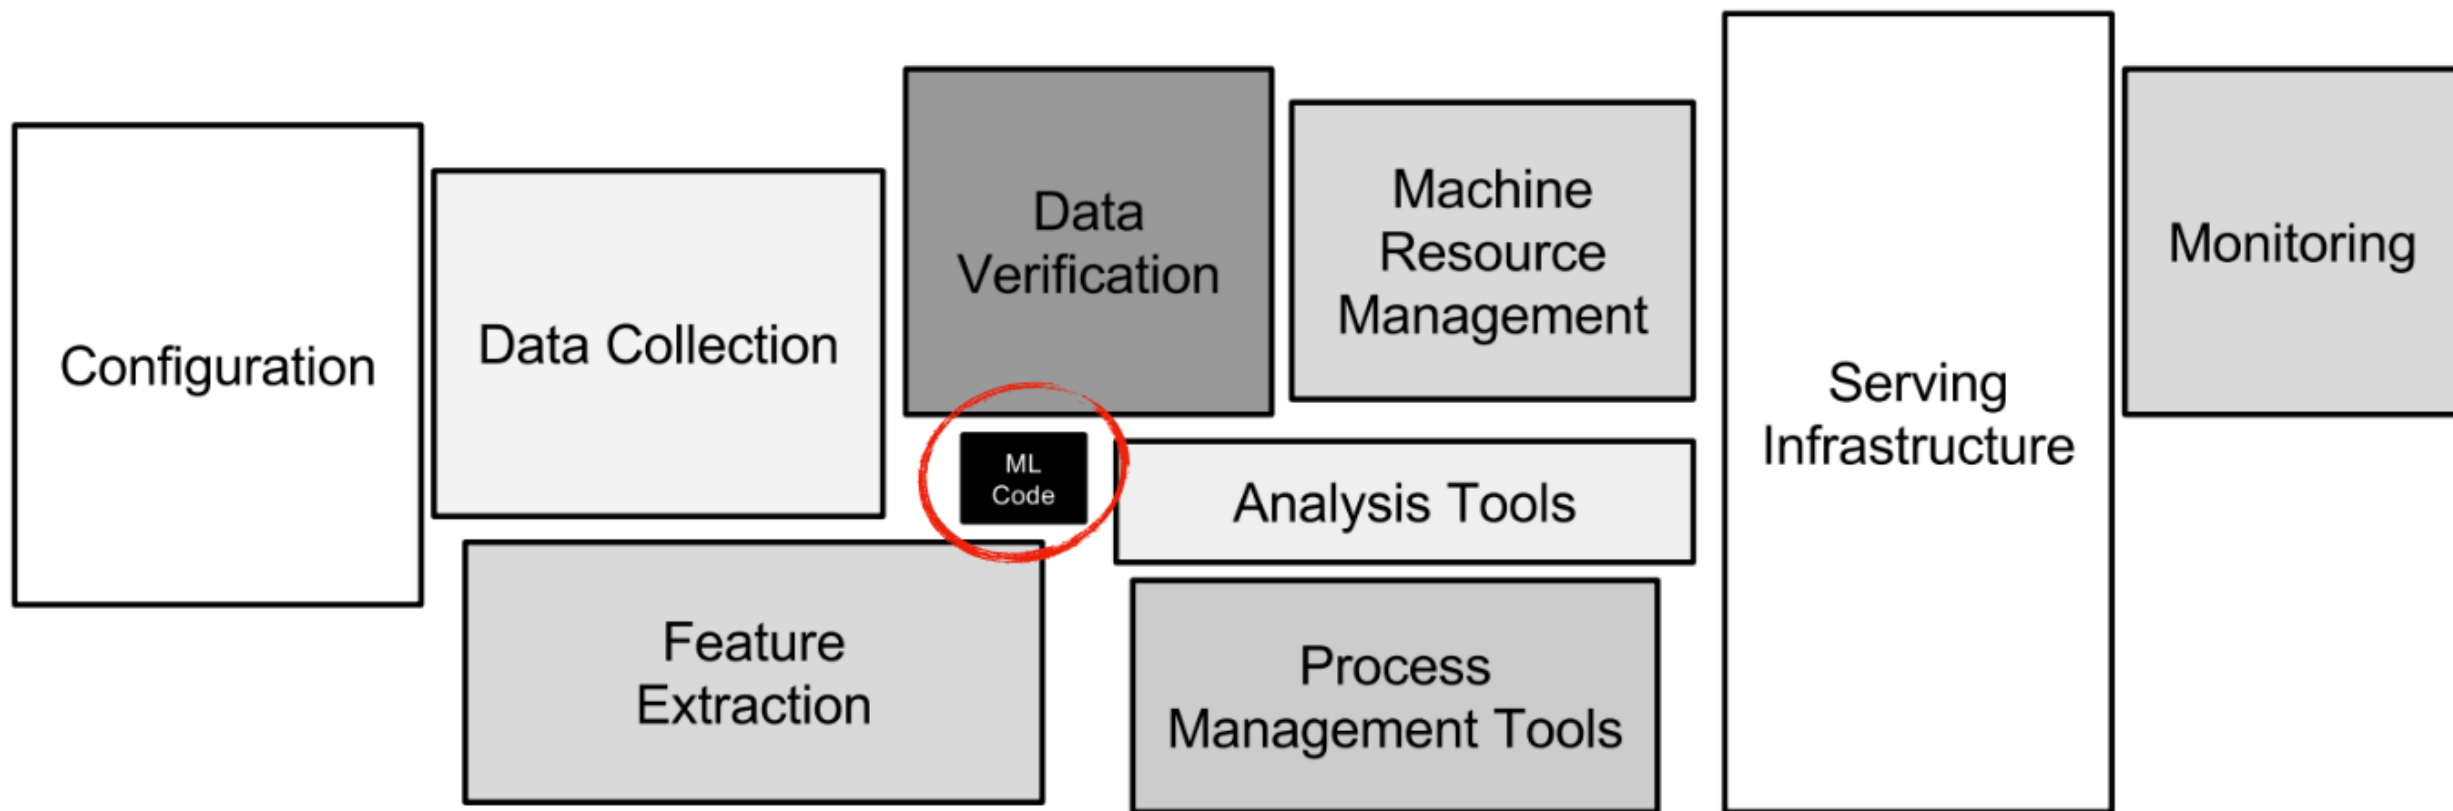 Configuration
Data Collection
Data
Verification
Machine
Resource
Management
Serving
Infrastructure
Monitoring
ML
Code
Analysis Tools
Feature
Extraction
Process
Management Tools